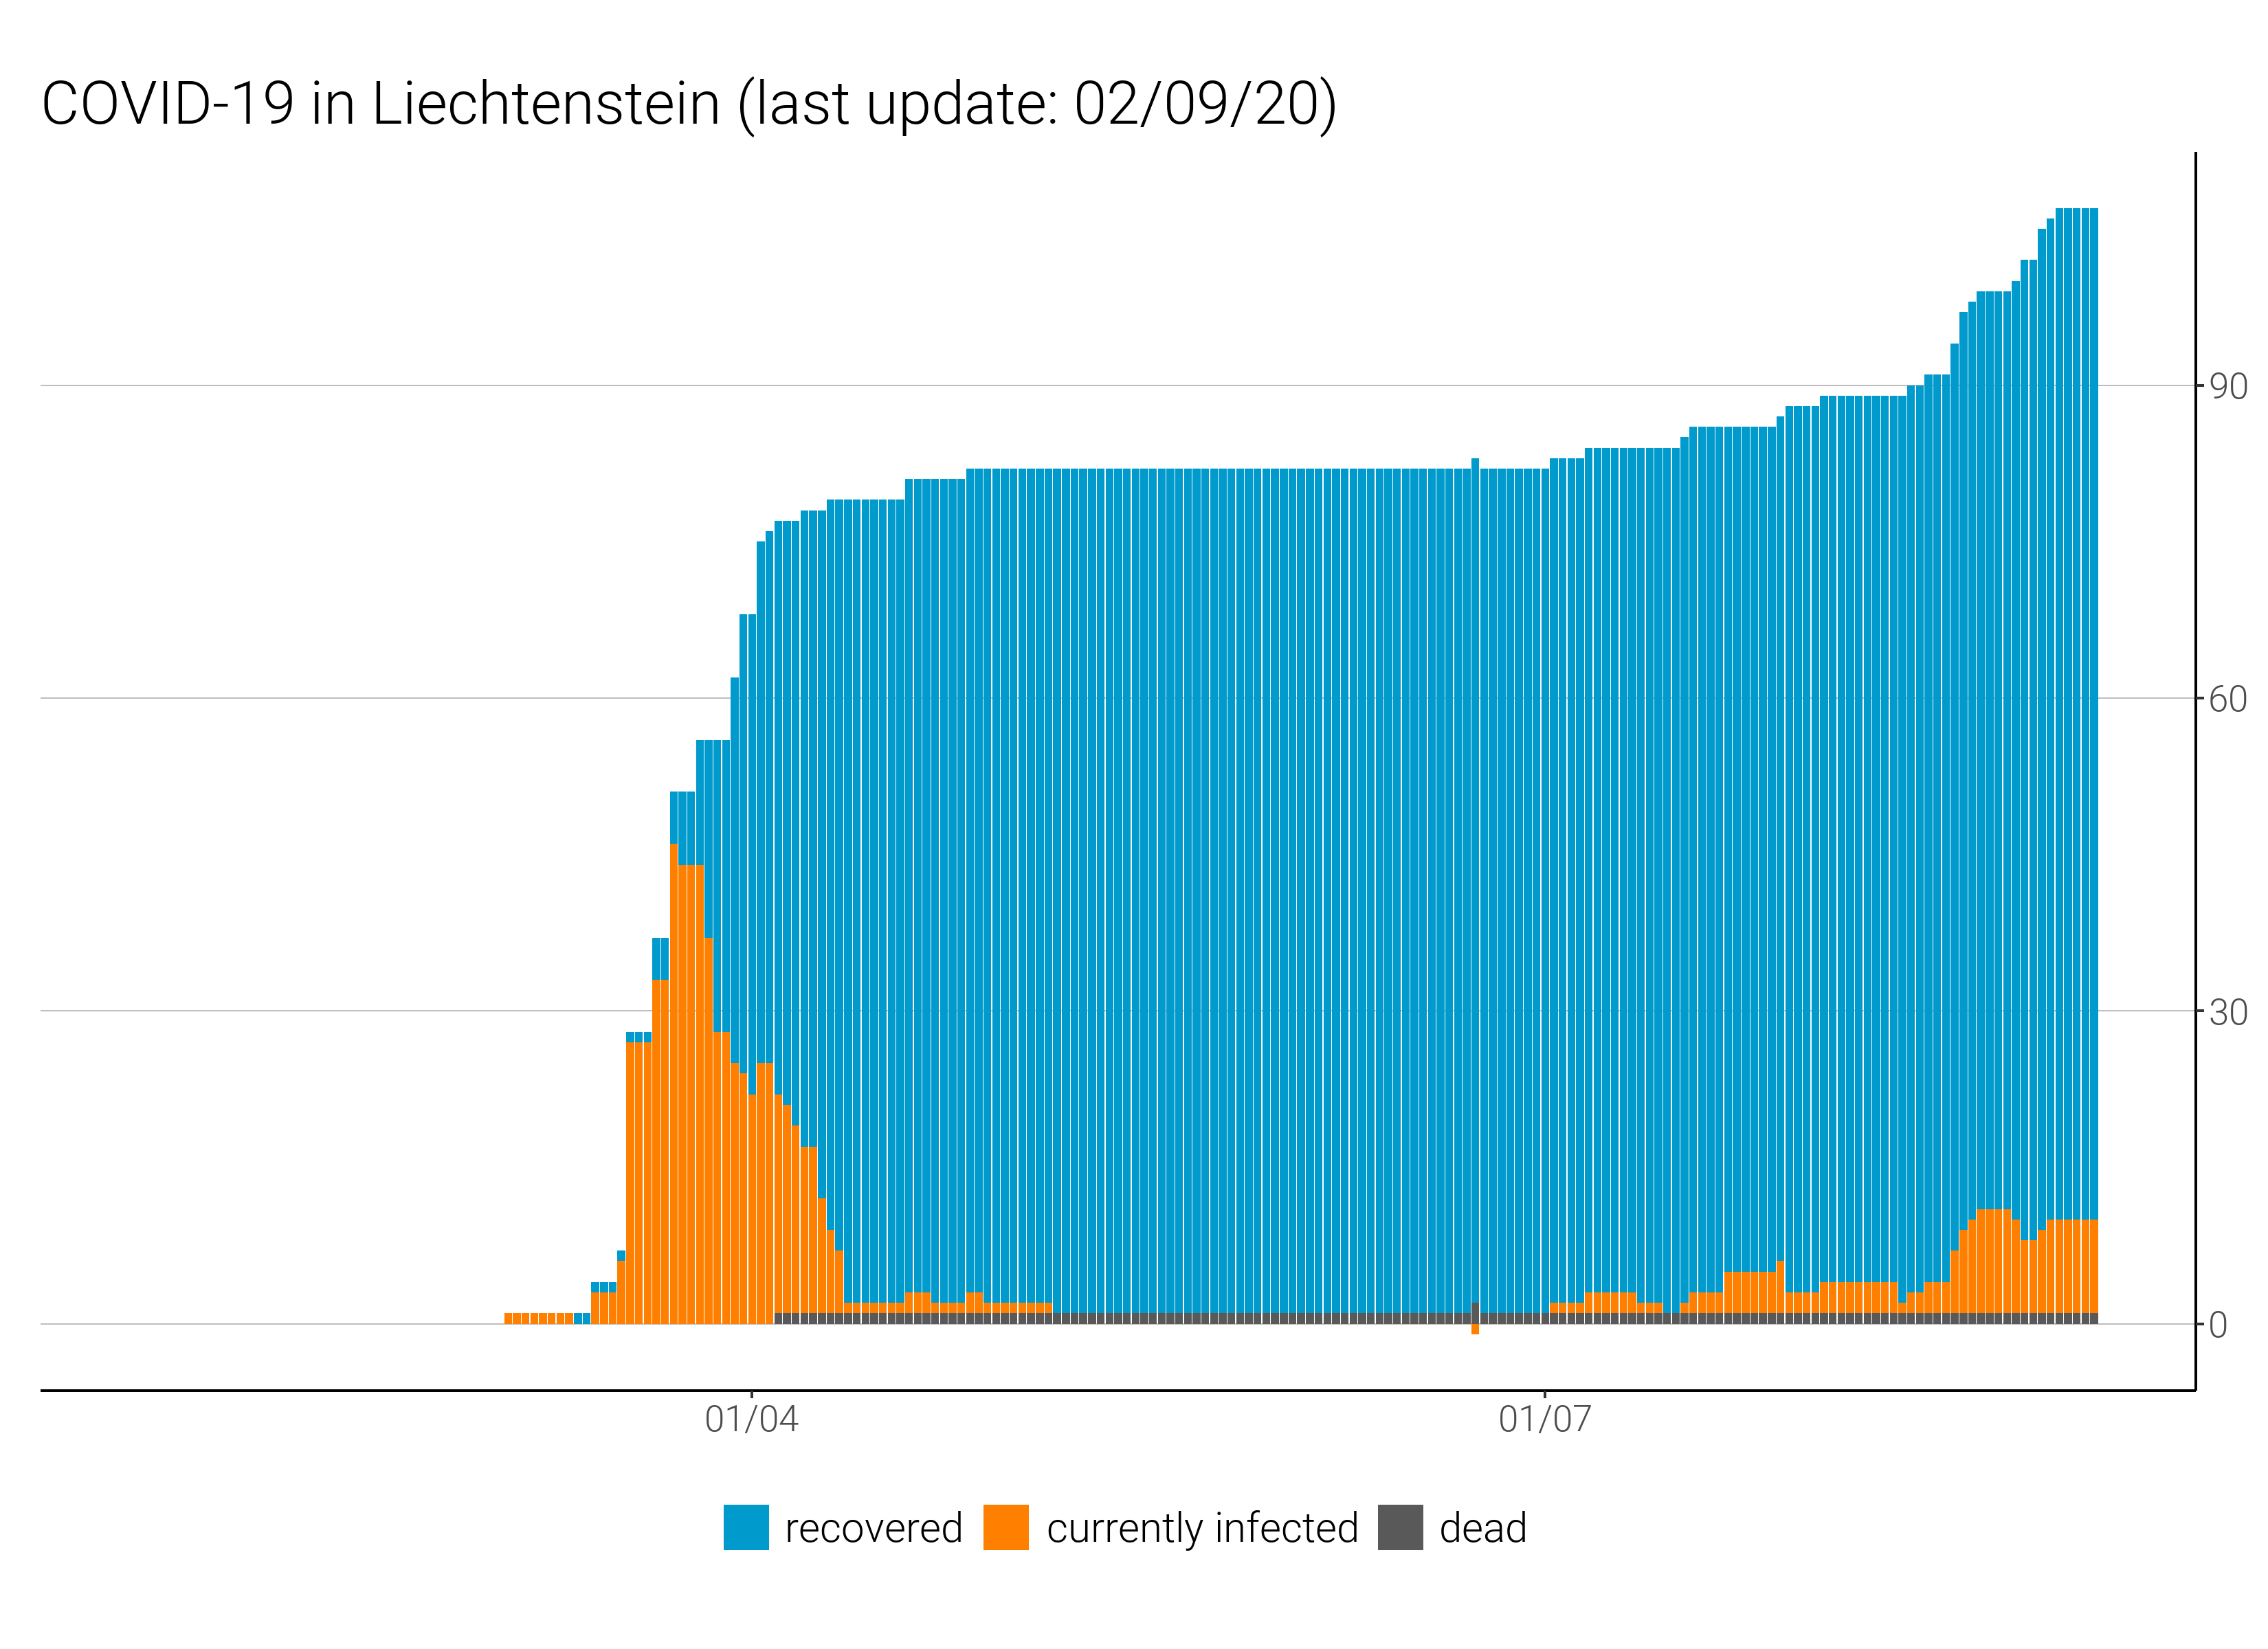 COVID-19 in Liechtenstein (last update: 02/09/20)
90
60
30
0
01/04 01/07
recovered currently infected dead